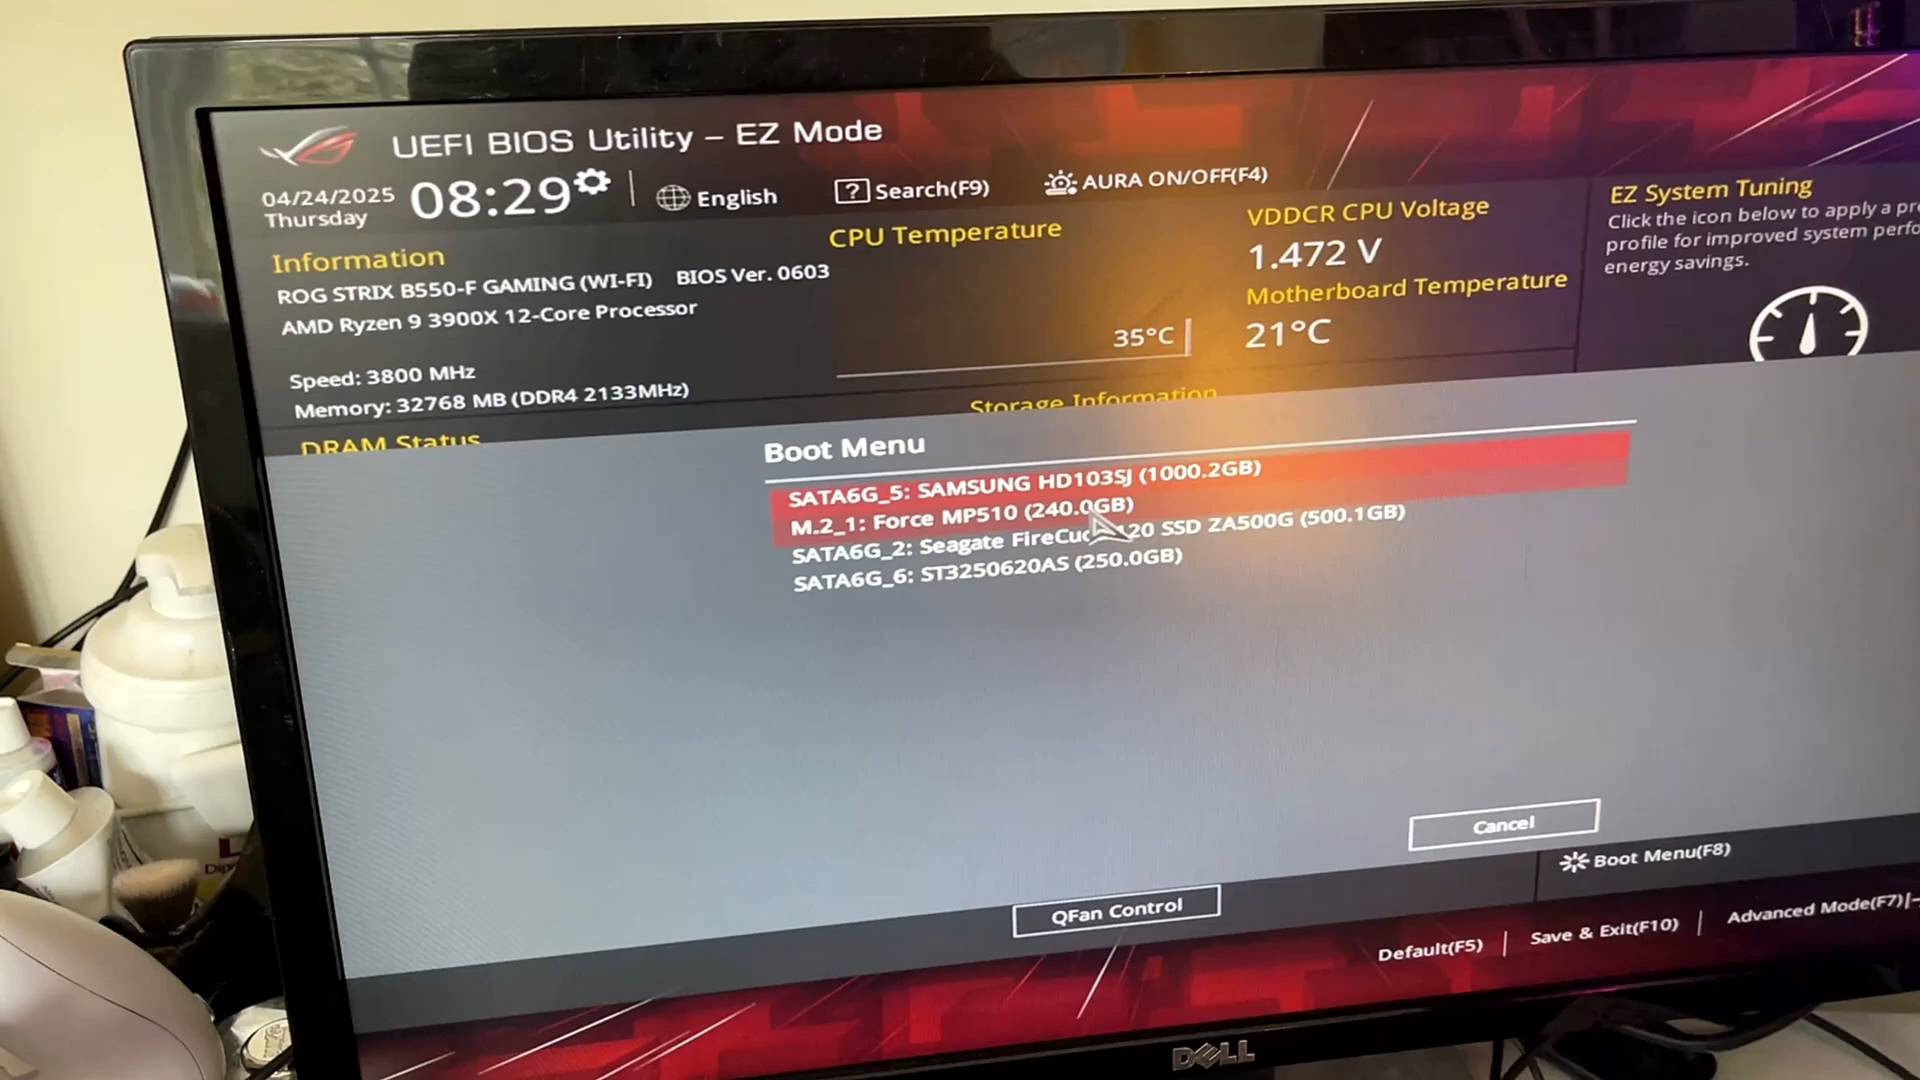 UEFI BIOS Utility – EZ Mode
04/24/2025
Thursday
08:29
English
Search(F9)
AURA ON/OFF(F4)
Information
ROG STRIX B550-F GAMING (WI-FI) BIOS Ver. 0603
AMD Ryzen 9 3900X 12-Core Processor
Speed: 3800 MHz
Memory: 32768 MB (DDR4 2133MHz)
DRAM Status
CPU Temperature
35°C
VDDCR CPU Voltage
1.472 V
Motherboard Temperature
21°C
EZ System Tuning
Click the icon below to apply a
profile for improved system
energy savings.
Storage Information
Boot Menu
SATA6G_5: SAMSUNG HD103SJ (1000.2GB)
M.2_1: Force MP510 (240.0GB)
SATA6G_2: Seagate 20 SSD ZA500G (500.1GB)
SATA6G_6: ST3250620AS (250.0GB)
Cancel
Boot Menu(F8)
QFan Control
Default(F5)
Save & Exit(F10)
Advanced Mode(F7)
DELL